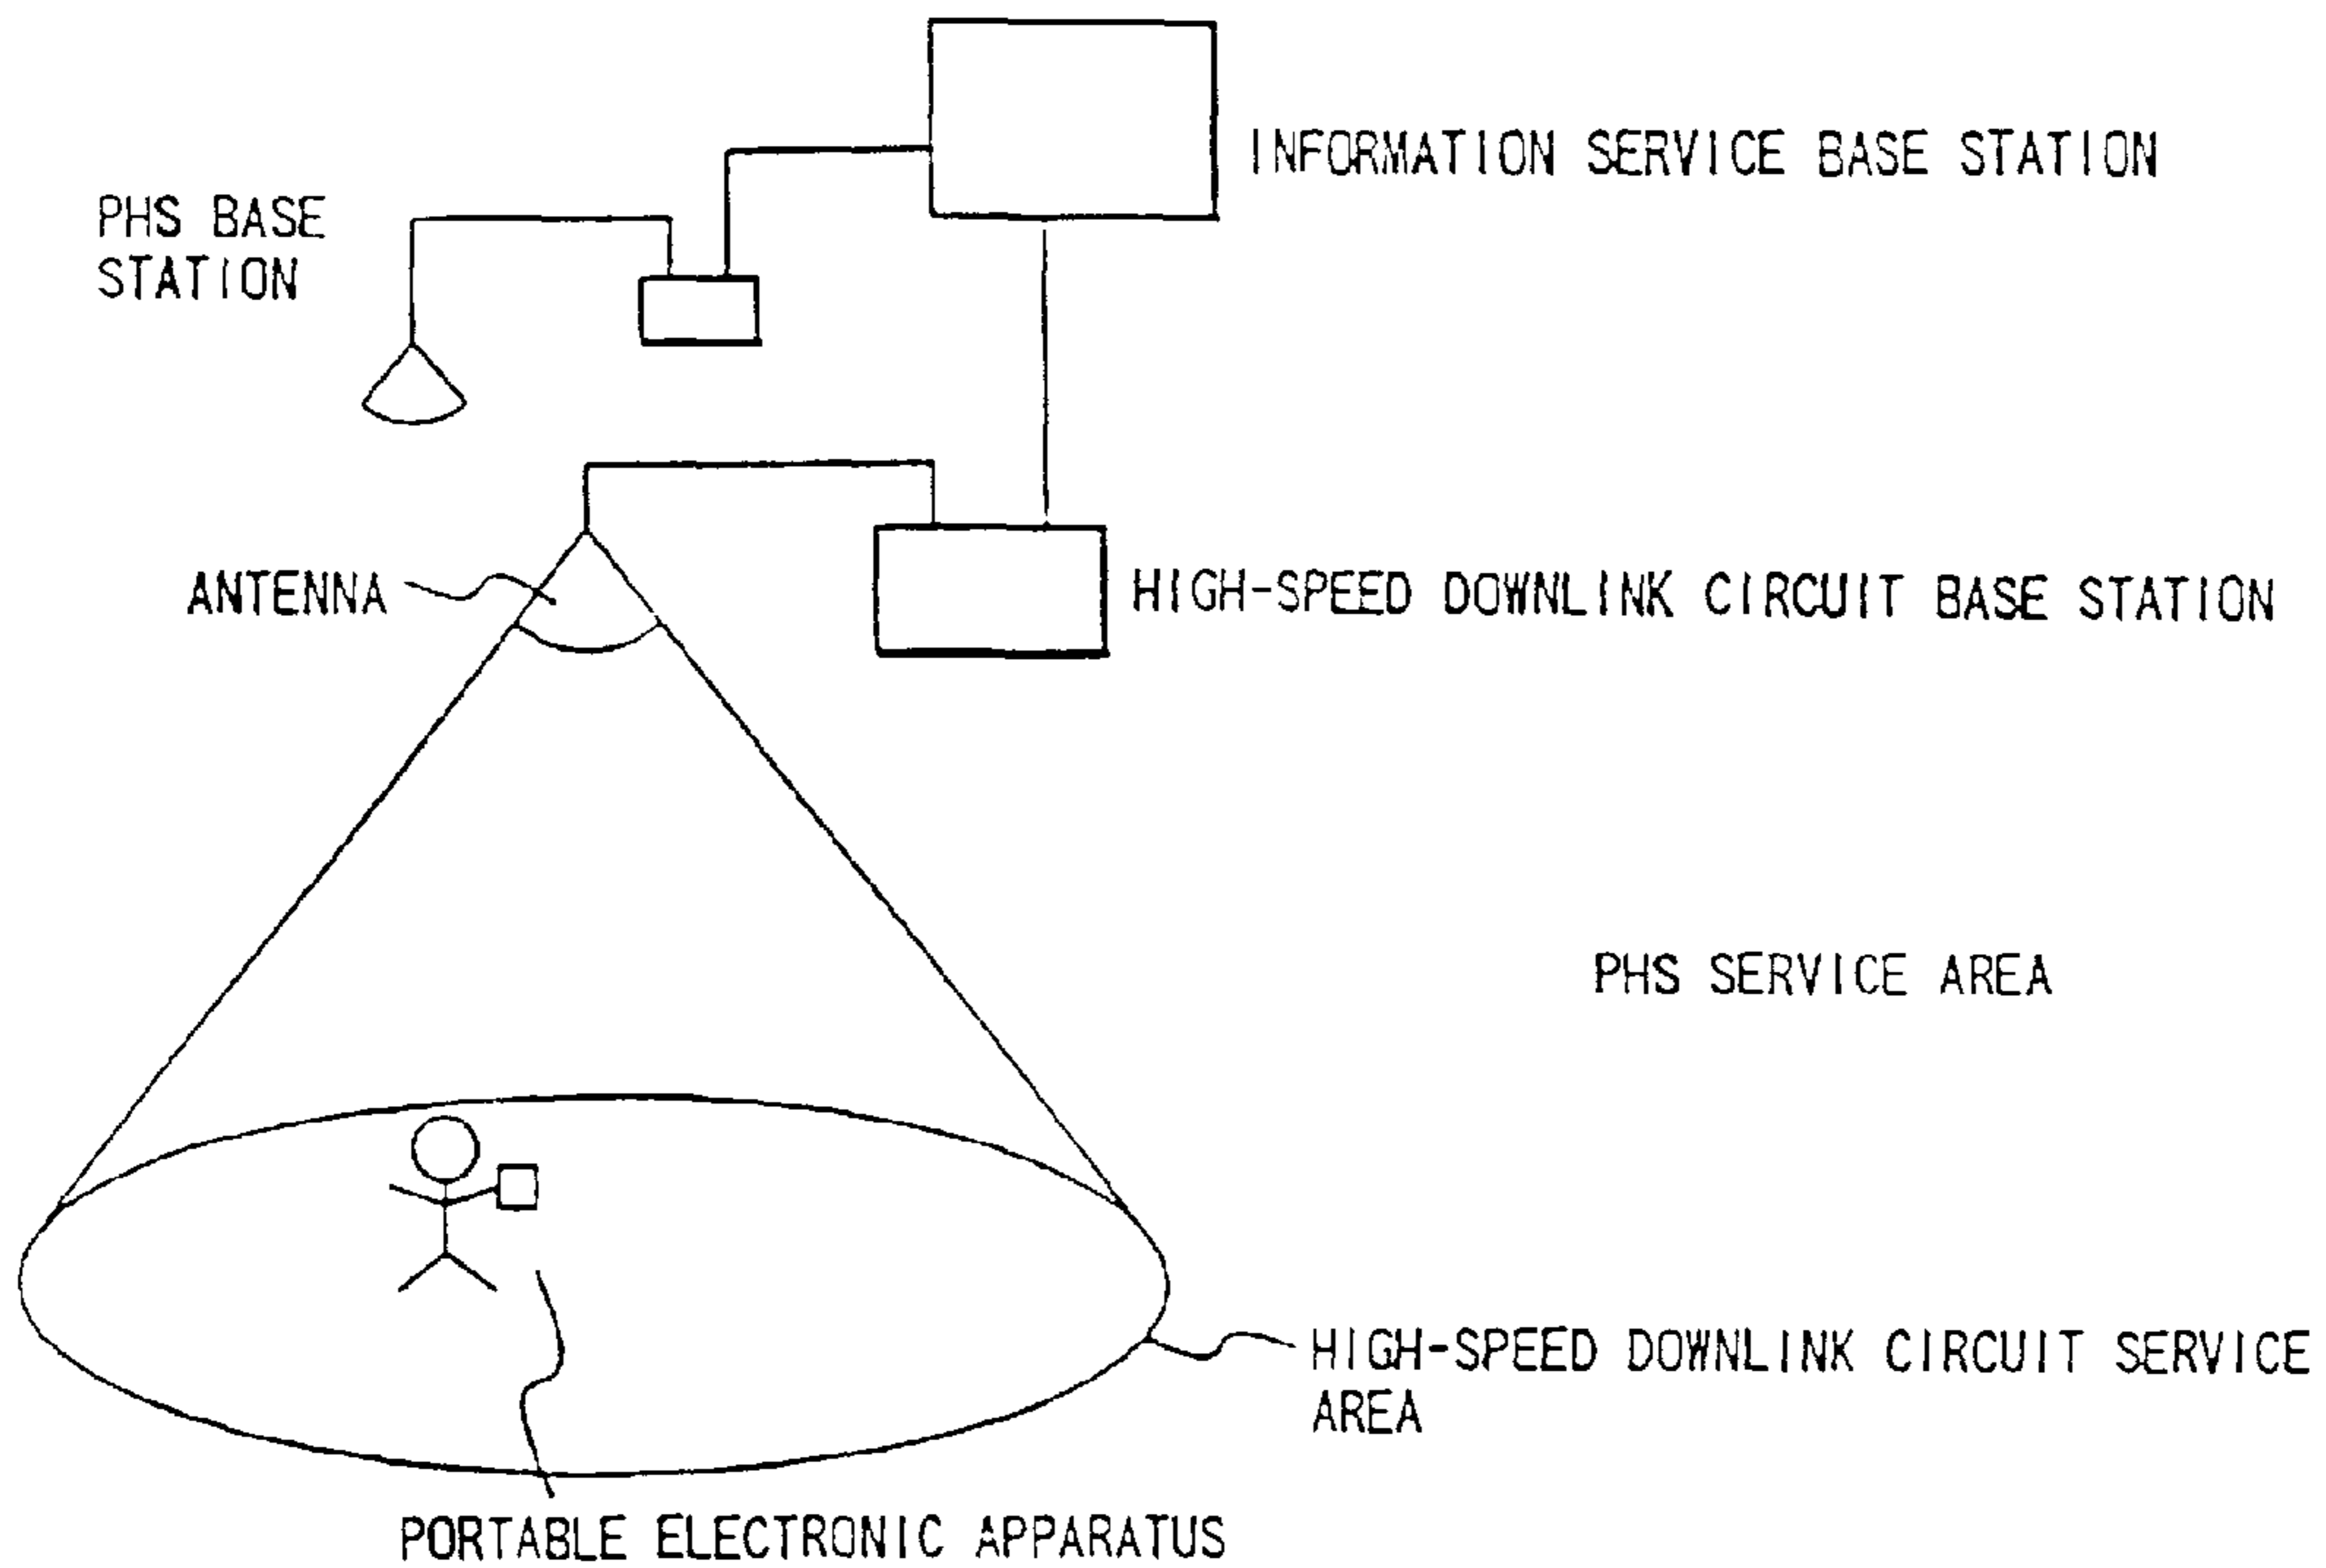 INFORMATION SERVICE BASE STATION
PHS BASE
STATION
ANTENNA
HIGH-SPEED DOWNLINK CIRCUIT BASE STATION
PHS SERVICE AREA
HIGH-SPEED DOWNLINK CIRCUIT SERVICE
AREA
PORTABLE ELECTRONIC APPARATUS